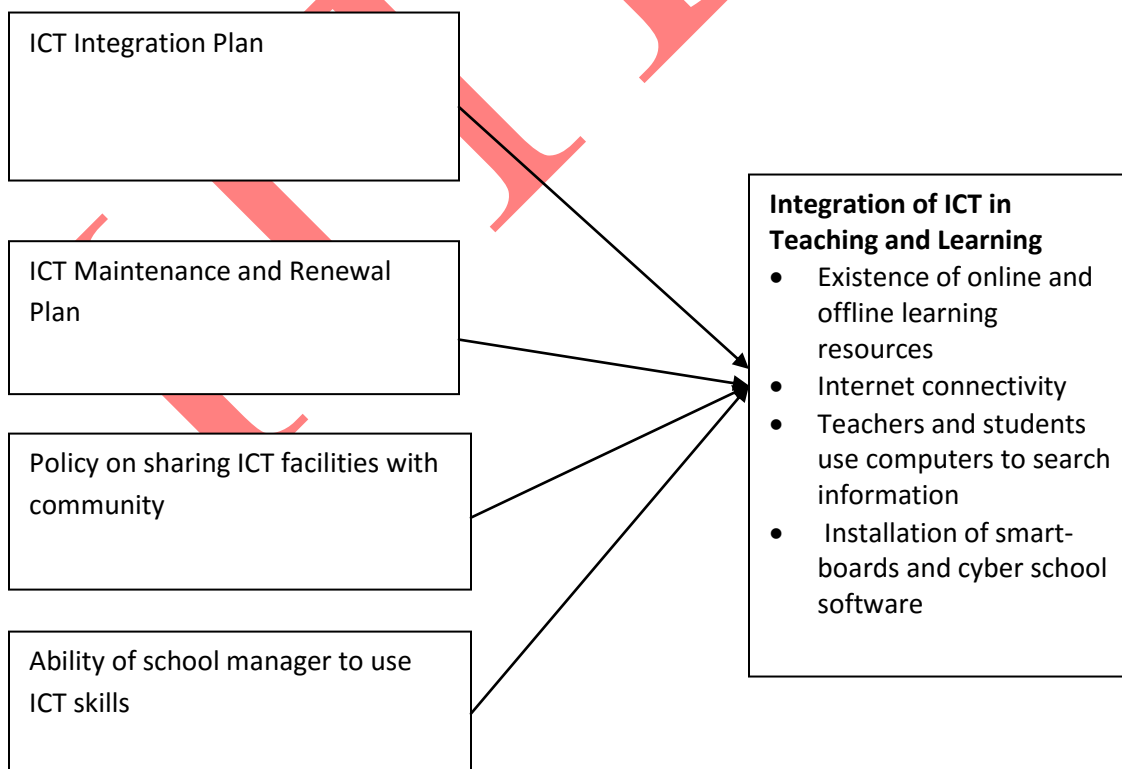 ICT Integration Plan
ICT Maintenance and Renewal
Plan
Policy on sharing ICT facilities with
community
Ability of school manager to use
ICT skills
Integration of ICT in
Teaching and Learning
• Existence of online and
offline learning
resources
• Internet connectivity
• Teachers and students
use computers to search
information
• Installation of smart-
boards and cyber school
software